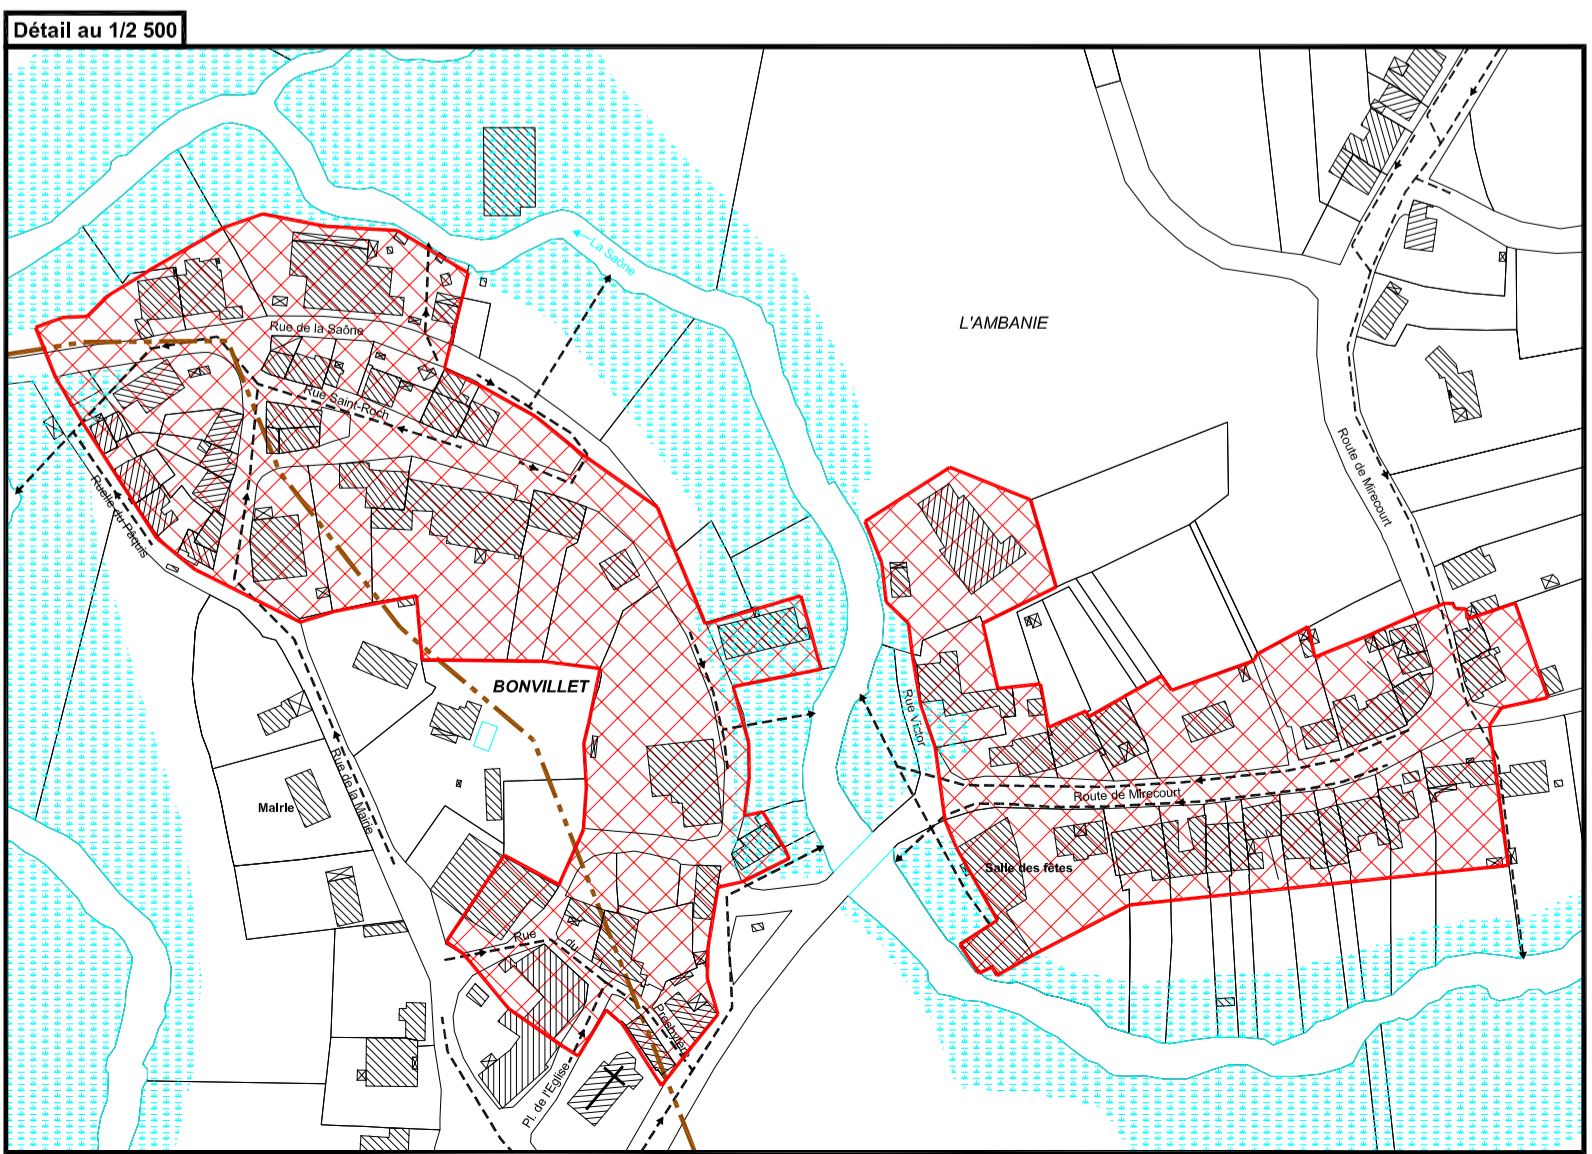 Détail au 1/2 500
La Saône
L'AMBANIE
Rue de la Saône
Rue Saint-Roch
Route de Mirecourt
Ruelle du Pâquis
BONVILLET
Rue Victor
Rue de la Mairie
Mairie
Route de Mirecourt
Salle des fêtes
Rue
du
Presbytère
Pl. de l'Eglise